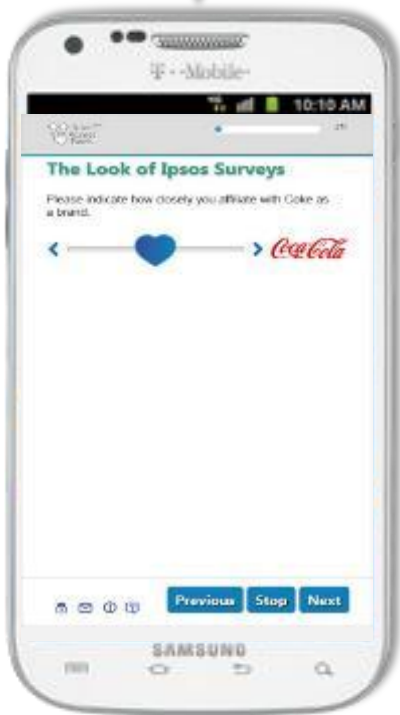 T-Mobile
10:10 AM
The Look of Ipsos Surveys
Please indicate how closely you affiliate with Coke as
a brand.
Coca-Cola
Previous Stop Next
SAMSUNG